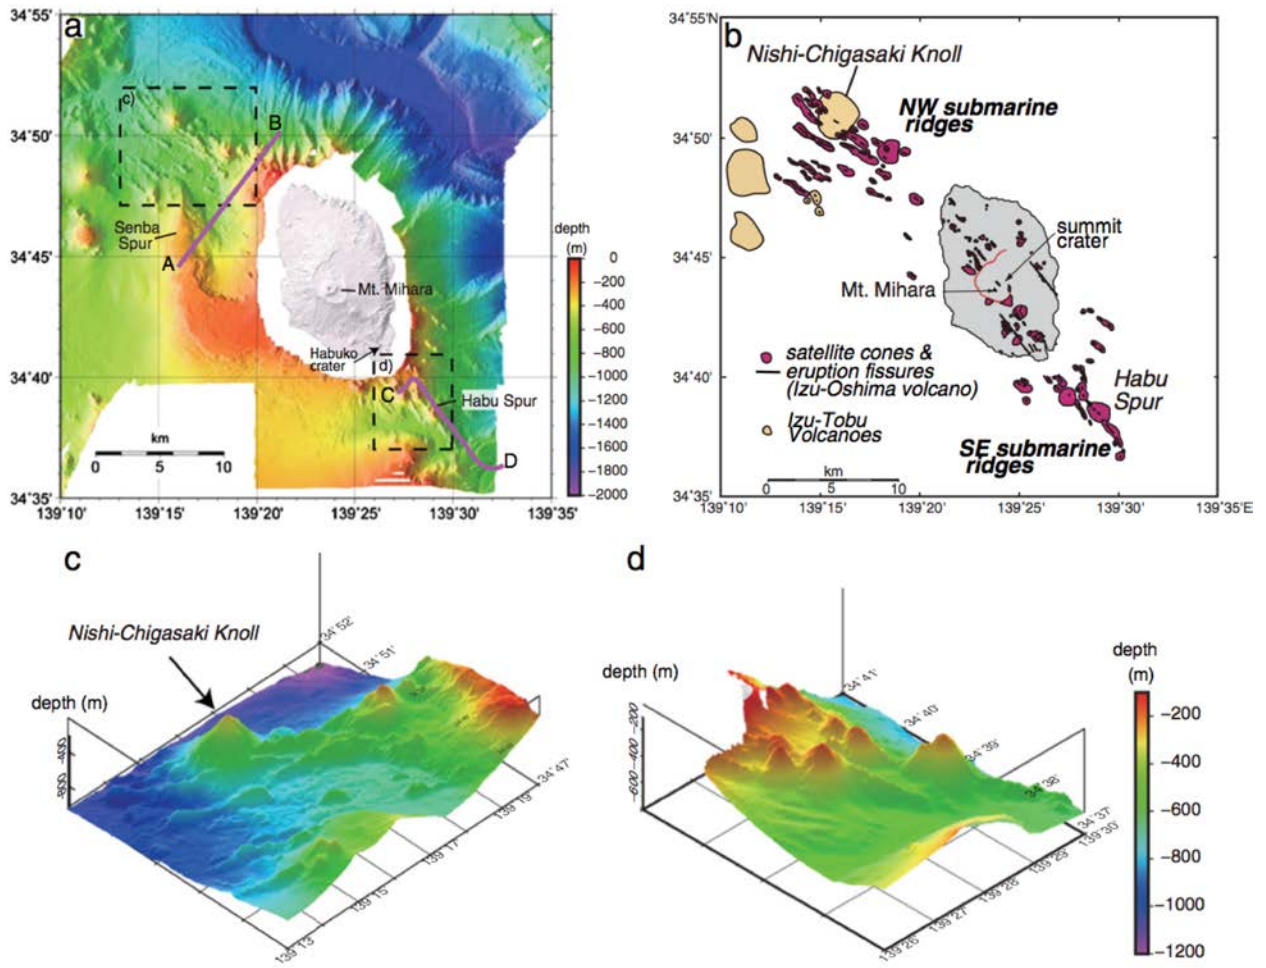 a
34˚55'
34˚50'
34˚45'
34˚40'
34˚35'
139˚10'
139˚15'
139˚20'
139˚25'
139˚30'
139˚35'
c)
B
Senba
Spur
A
Mt. Mihara
Habuko
crater
d)
C
Habu Spur
D
km
0 5 10
depth
(m)
0
−200
−400
−600
−800
−1000
−1200
−1400
−1600
−1800
−2000
b
34˚55'N
34˚50'
34˚45'
34˚40'
34˚35'
139˚10'
139˚15'
139˚20'
139˚25'
139˚30'
139˚35'E
Nishi-Chigasaki Knoll
NW submarine
ridges
summit
crater
Mt. Mihara
satellite cones &
eruption fissures
(Izu-Oshima volcano)
Izu-Tobu
Volcanoes
Habu
Spur
SE submarine
ridges
km
0 5 10
c
Nishi-Chigasaki Knoll
depth (m)
34˚52'
34˚51'
34˚47'
139˚19'
139˚17'
139˚15'
139˚13'
d
depth (m)
−200
−400
−600
34˚41'
34˚40'
34˚39'
34˚38'
34˚37'
139˚30'
139˚29'
139˚28'
139˚27'
139˚26'
depth
(m)
−200
−400
−600
−800
−1000
−1200